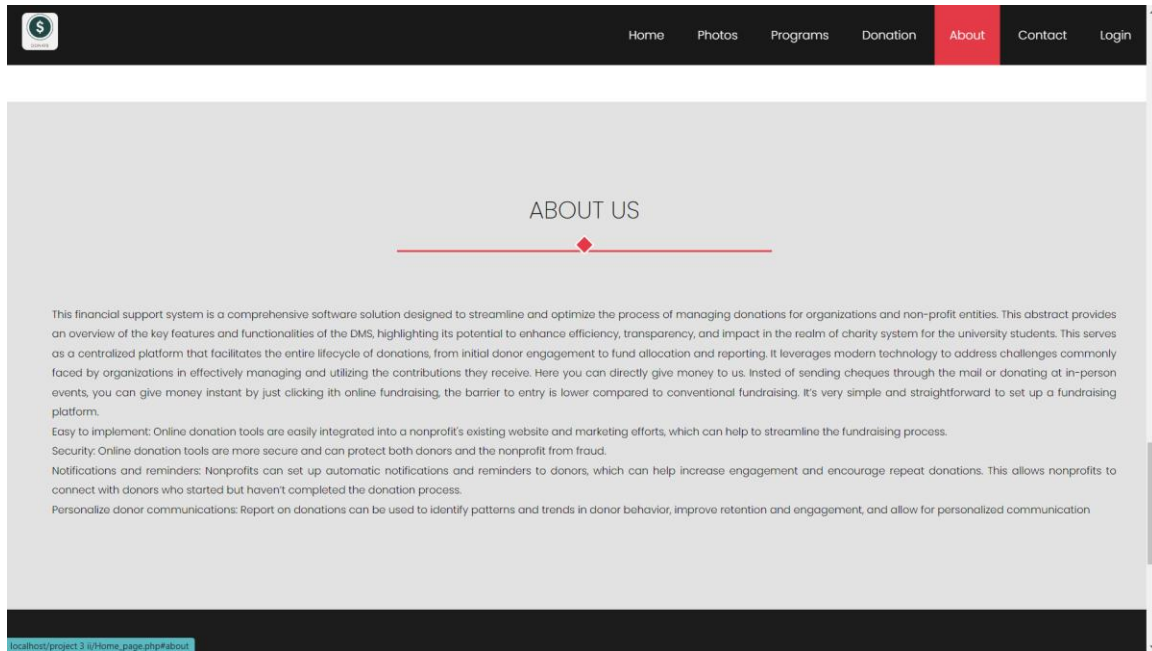 $
Home Photos Programs Donation About Contact Login
ABOUT US
This financial support system is a comprehensive software solution designed to streamline and optimize the process of managing donations for organizations and non-profit entities. This abstract provides
an overview of the key features and functionalities of the DMS, highlighting its potential to enhance efficiency, transparency, and impact in the realm of charity system for the university students. This serves
as a centralized platform that facilitates the entire lifecycle of donations, from initial donor engagement to fund allocation and reporting. It leverages modern technology to address challenges commonly
faced by organizations in effectively managing and utilizing the contributions they receive. Here you can directly give money to us. Insted of sending cheques through the mail or donating at in-person
events, you can give money instant by just clicking ith online fundraising, the barrier to entry is lower compared to conventional fundraising. It's very simple and straightforward to set up a fundraising
platform.
Easy to implement: Online donation tools are easily integrated into a nonprofit's existing website and marketing efforts, which can help to streamline the fundraising process.
Security: Online donation tools are more secure and can protect both donors and the nonprofit from fraud.
Notifications and reminders: Nonprofits can set up automatic notifications and reminders to donors, which can help increase engagement and encourage repeat donations. This allows nonprofits to
connect with donors who started but haven't completed the donation process.
Personalize donor communications: Report on donations can be used to identify patterns and trends in donor behavior, improve retention and engagement, and allow for personalized communication
localhost/project 3 ii/Home_page.php#about